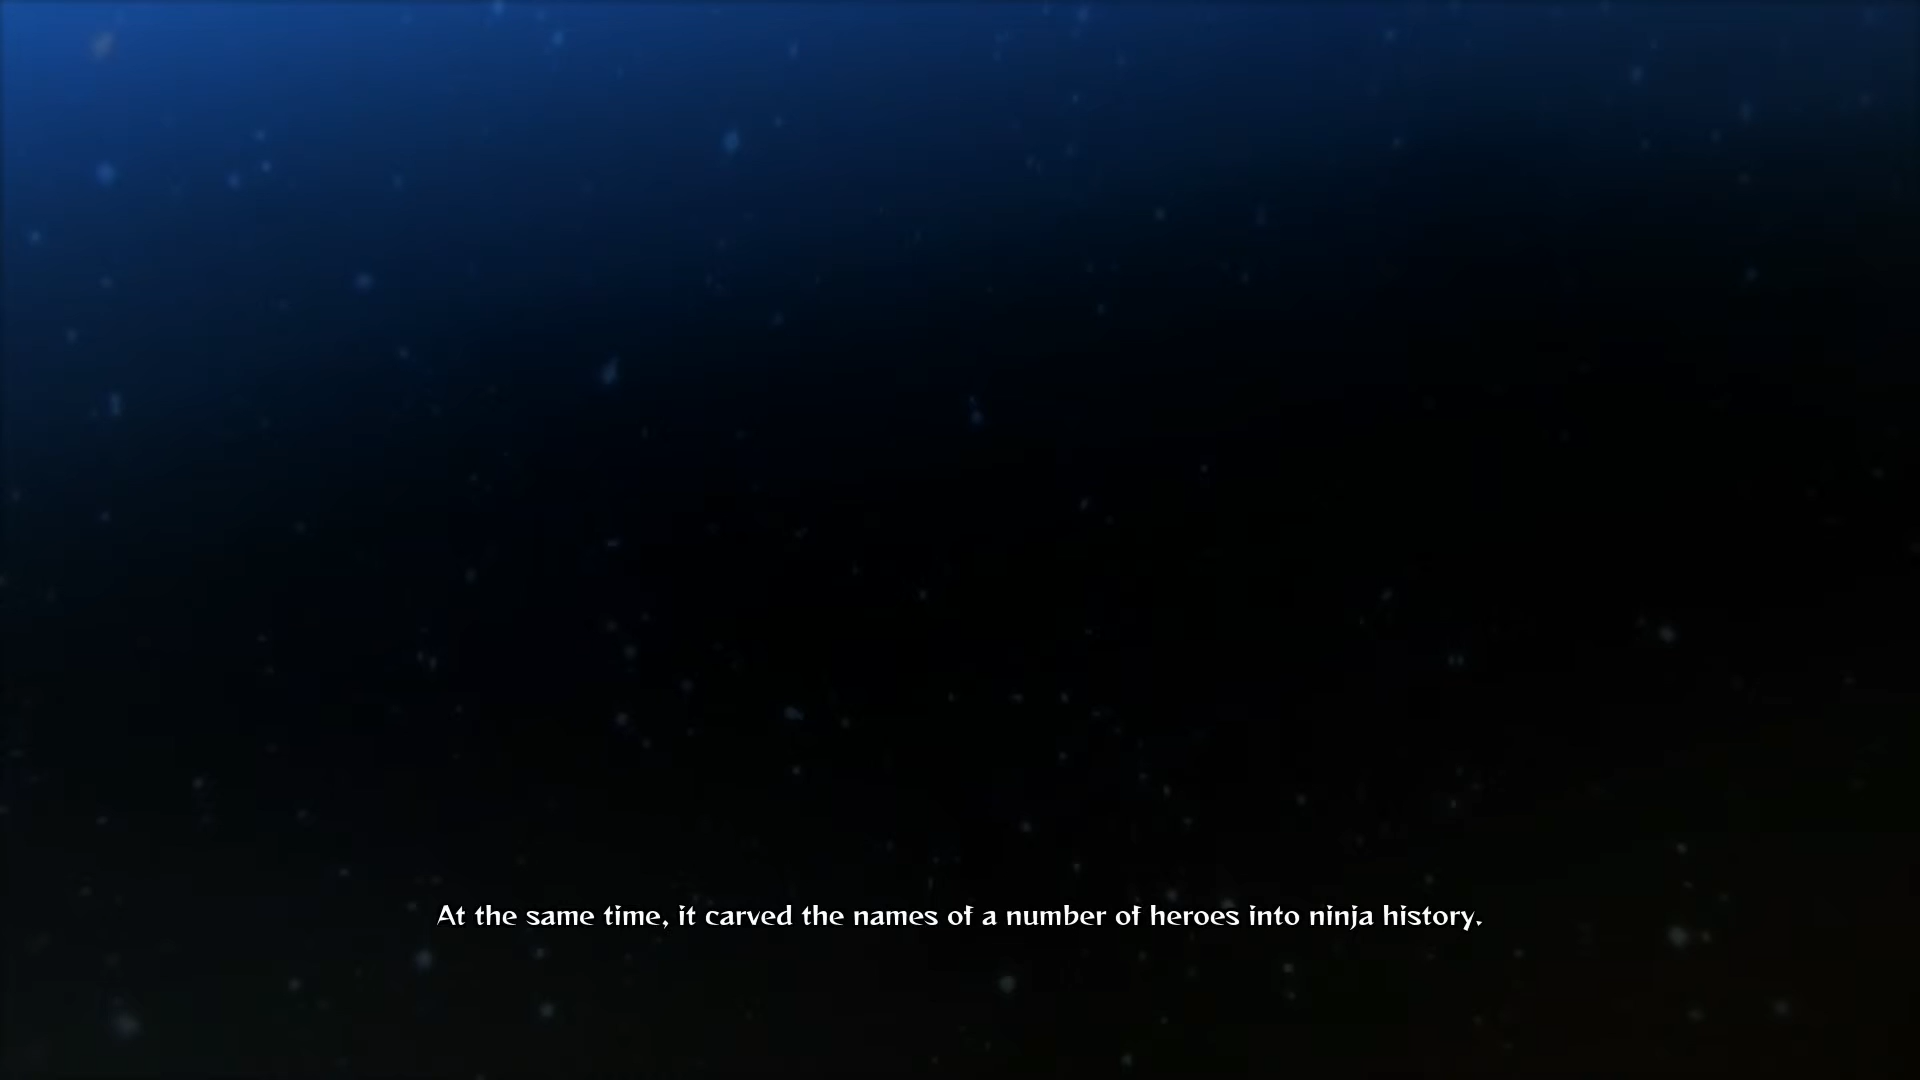 At the same time, it carved the names of a number of heroes into ninja history.